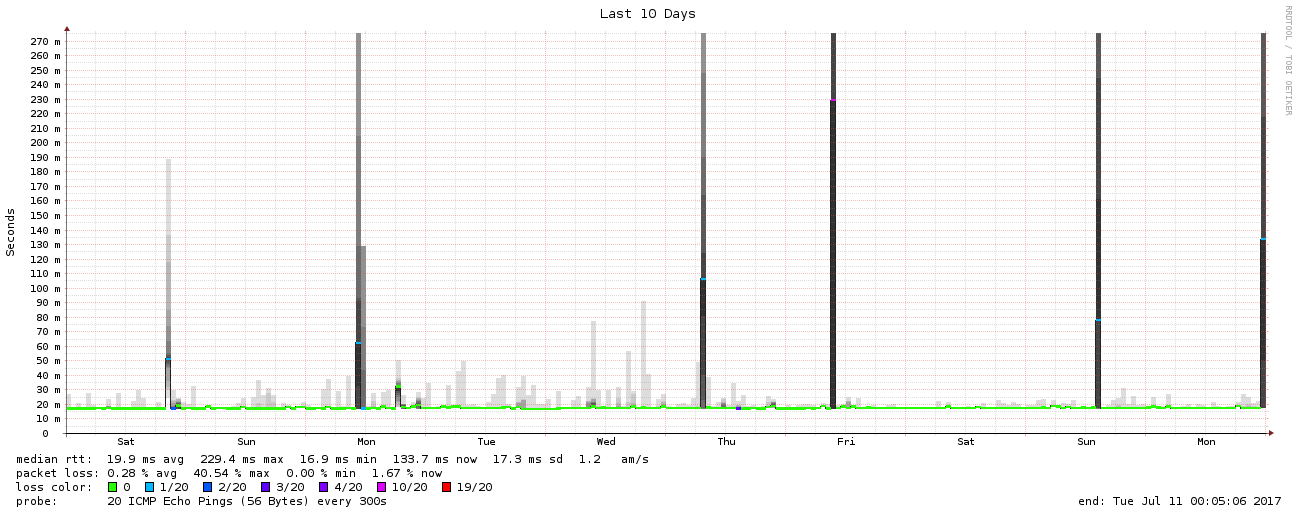 Last 10 Days
RRDTOOL / TOBI OETIKER
Seconds
270 m
260 m
250 m
240 m
230 m
220 m
210 m
200 m
190 m
180 m
170 m
160 m
150 m
140 m
130 m
120 m
110 m
100 m
90 m
80 m
70 m
60 m
50 m
40 m
30 m
20 m
10 m
0
Sat Sun Mon Tue Wed Thu Fri Sat Sun Mon
median rtt: 19.9 ms avg 229.4 ms max 16.9 ms min 133.7 ms now 17.3 ms sd 1.2 am/s
packet loss: 0.28 % avg 40.54 % max 0.00 % min 1.67 % now
loss color: 0 1/20 2/20 3/20 4/20 10/20 19/20
probe: 20 ICMP Echo Pings (56 Bytes) every 300s end: Tue Jul 11 00:05:06 2017